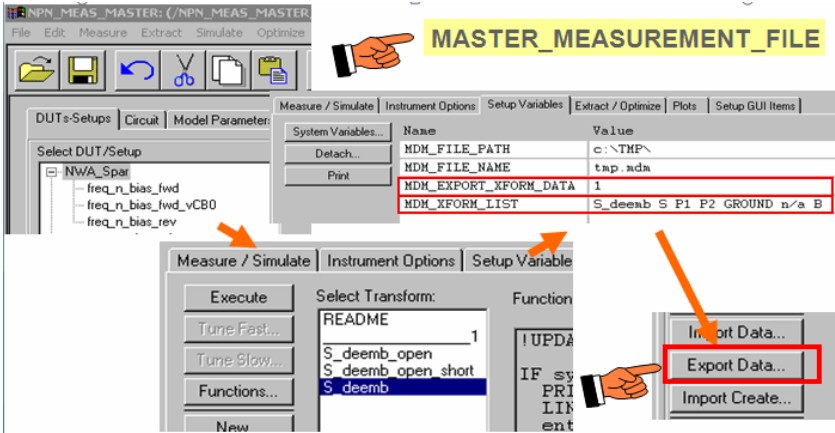 NPN_MEAS_MASTER: (/NPN_MEAS_MASTER
File Edit Measure Extract Simulate Optimize
MASTER_MEASUREMENT_FILE
DUTs-Setups Circuit Model Parameters
Select DUT/Setup
NWA_Spar
freq_n_bias_fwd
freq_n_bias_fwd_vCB0
freq_n_bias_rev
Measure / Simulate Instrument Options Setup Variables Extract / Optimize Plots Setup GUI Items
System Variables... Name Value
Detach... MDM_FILE_PATH c:\TMP\
Print MDM_FILE_NAME tmp.mdm
MDM_EXPORT_XFORM_DATA 1
MDM_XFORM_LIST S_deemb S P1 P2 GROUND n/a B
Measure / Simulate Instrument Options Setup Variable
Execute Select Transform: Function
Tune Fast... README
Tune Slow... _____________1
Functions... S_deemb_open
New S_deemb_open_short
S_deemb
!UPDA
IF sy
PRI
LIN
ent
Import Data...
Export Data...
Import Create...